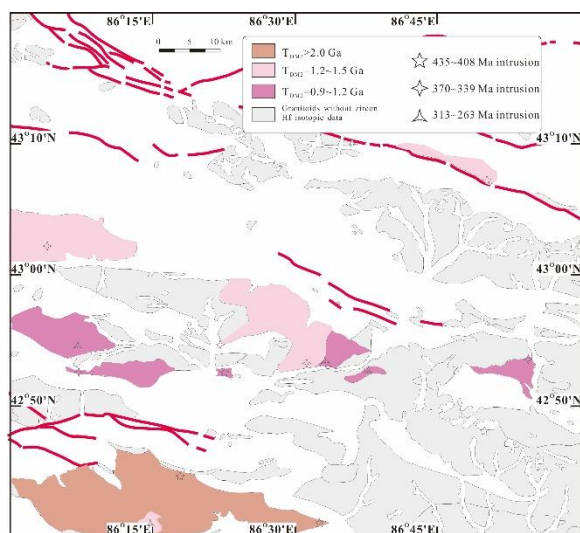 86°15′E
86°30′E
86°45′E
0 5 10 km
T_DM2>2.0 Ga
T_DM2=1.2~1.5 Ga
T_DM2=0.9~1.2 Ga
Granitoids without zircon
Hf isotopic data
435~408 Ma intrusion
370~339 Ma intrusion
313~263 Ma intrusion
43°10′N
43°10′N
43°00′N
43°00′N
42°50′N
42°50′N
86°15′E
86°30′E
86°45′E